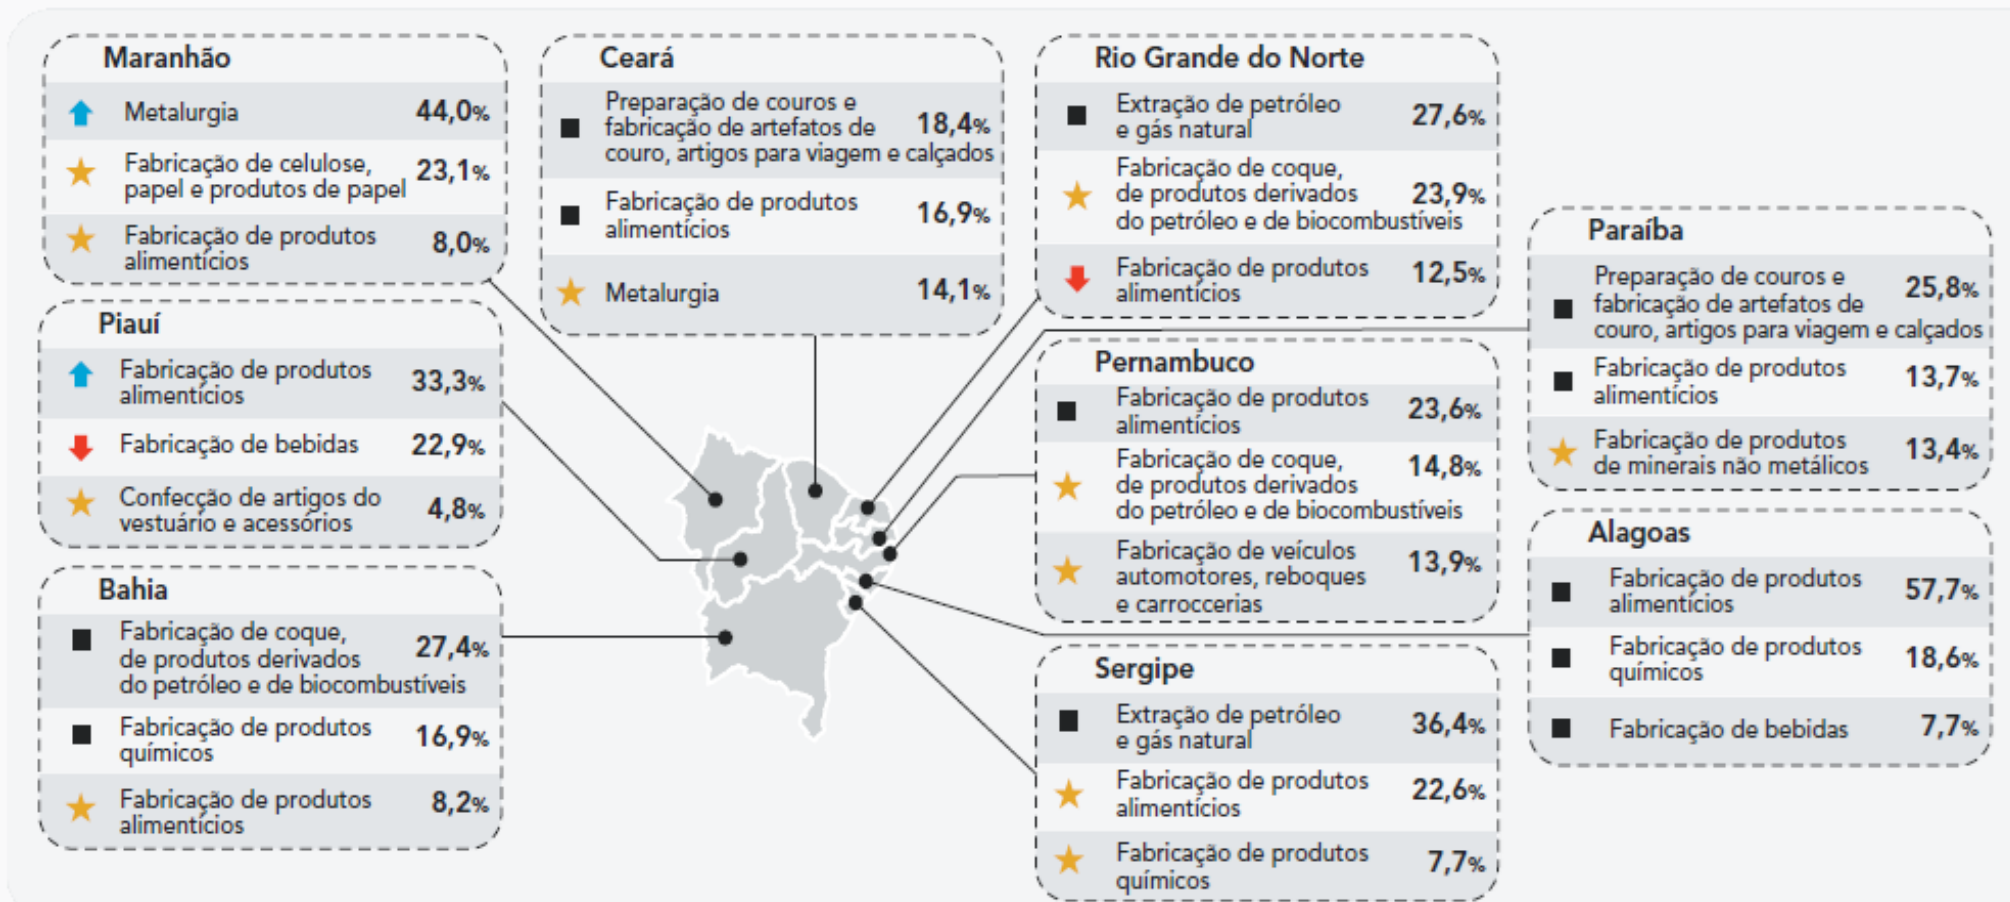 Maranhão
Metalurgia 44,0%
Fabricação de celulose,
papel e produtos de papel 23,1%
Fabricação de produtos
alimentícios 8,0%
Piauí
Fabricação de produtos
alimentícios 33,3%
Fabricação de bebidas 22,9%
Confecção de artigos do
vestuário e acessórios 4,8%
Bahia
Fabricação de coque,
de produtos derivados 27,4%
do petróleo e de biocombustíveis
Fabricação de produtos
químicos 16,9%
Fabricação de produtos
alimentícios 8,2%
Ceará
Preparação de couros e
fabricação de artefatos de 18,4%
couro, artigos para viagem e calçados
Fabricação de produtos
alimentícios 16,9%
Metalurgia 14,1%
Rio Grande do Norte
Extração de petróleo
e gás natural 27,6%
Fabricação de coque,
de produtos derivados 23,9%
do petróleo e de biocombustíveis
Fabricação de produtos
alimentícios 12,5%
Pernambuco
Fabricação de produtos
alimentícios 23,6%
Fabricação de coque,
de produtos derivados 14,8%
do petróleo e de biocombustíveis
Fabricação de veículos
automotores, reboques 13,9%
e carroccerias
Sergipe
Extração de petróleo
e gás natural 36,4%
Fabricação de produtos
alimentícios 22,6%
Fabricação de produtos
químicos 7,7%
Paraíba
Preparação de couros e
fabricação de artefatos de 25,8%
couro, artigos para viagem e calçados
Fabricação de produtos
alimentícios 13,7%
Fabricação de produtos
de minerais não metálicos 13,4%
Alagoas
Fabricação de produtos
alimentícios 57,7%
Fabricação de produtos
químicos 18,6%
Fabricação de bebidas 7,7%